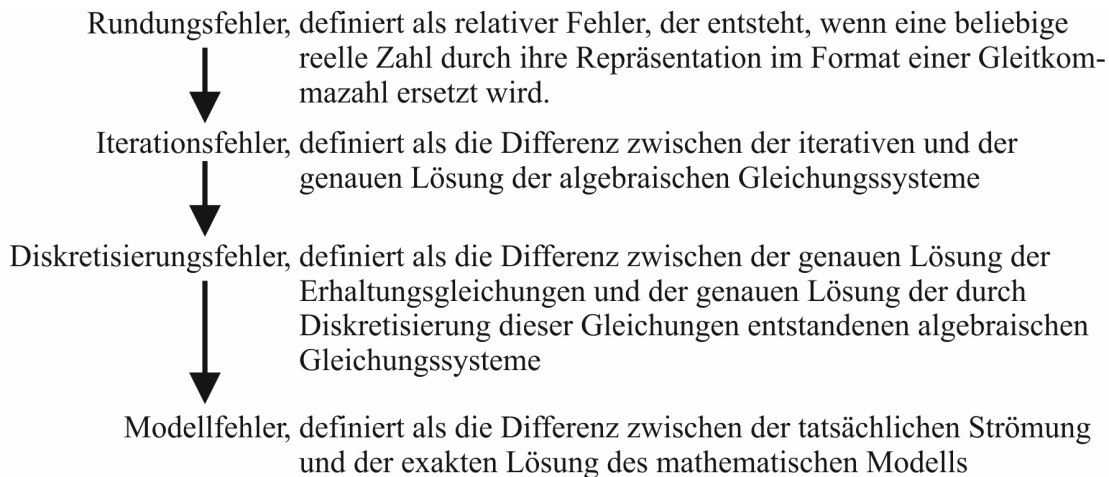 Rundungsfehler, definiert als relativer Fehler, der entsteht, wenn eine beliebige
reelle Zahl durch ihre Repräsentation im Format einer Gleitkom-
mazahl ersetzt wird.
Iterationsfehler, definiert als die Differenz zwischen der iterativen und der
genauen Lösung der algebraischen Gleichungssysteme
Diskretisierungsfehler, definiert als die Differenz zwischen der genauen Lösung der
Erhaltungsgleichungen und der genauen Lösung der durch
Diskretisierung dieser Gleichungen entstandenen algebraischen
Gleichungssysteme
Modellfehler, definiert als die Differenz zwischen der tatsächlichen Strömung
und der exakten Lösung des mathematischen Modells